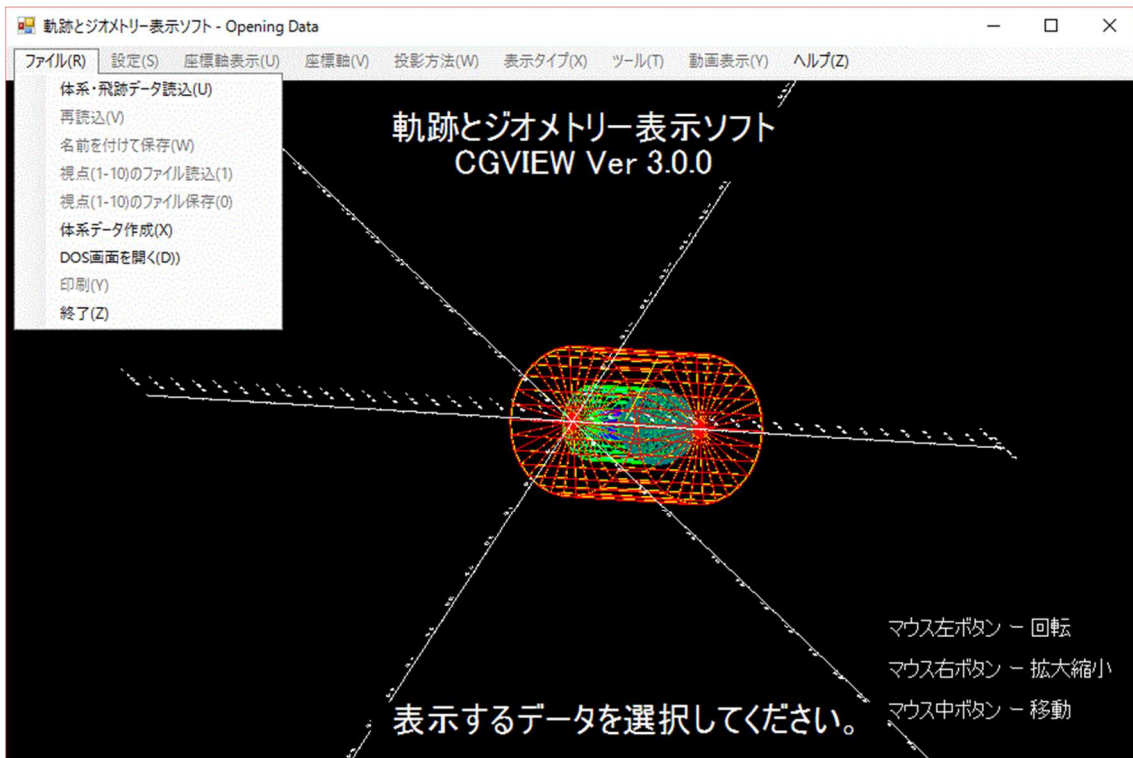 軌跡とジオメトリー表示ソフト - Opening Data
ファイル(R) 設定(S) 座標軸表示(U) 座標軸(V) 投影方法(W) 表示タイプ(X) ツール(T) 動画表示(Y) ヘルプ(Z)
体系・飛跡データ読込(U)
再読込(V)
名前を付けて保存(W)
視点(1-10)のファイル読込(1)
視点(1-10)のファイル保存(0)
体系データ作成(X)
DOS画面を開く(D))
印刷(Y)
終了(Z)
軌跡とジオメトリー表示ソフト
CGVIEW Ver 3.0.0
マウス左ボタン − 回転
マウス右ボタン − 拡大縮小
マウス中ボタン − 移動
表示するデータを選択してください。